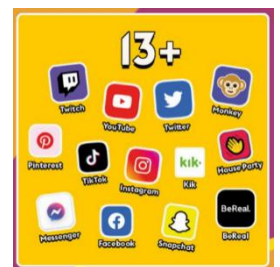 13+
Twitch
YouTube
Twitter
Monkey
Pinterest
TikTok
Instagram
kik.
Kik
House Party
Messenger
Facebook
Snapchat
BeReal.
BeReal